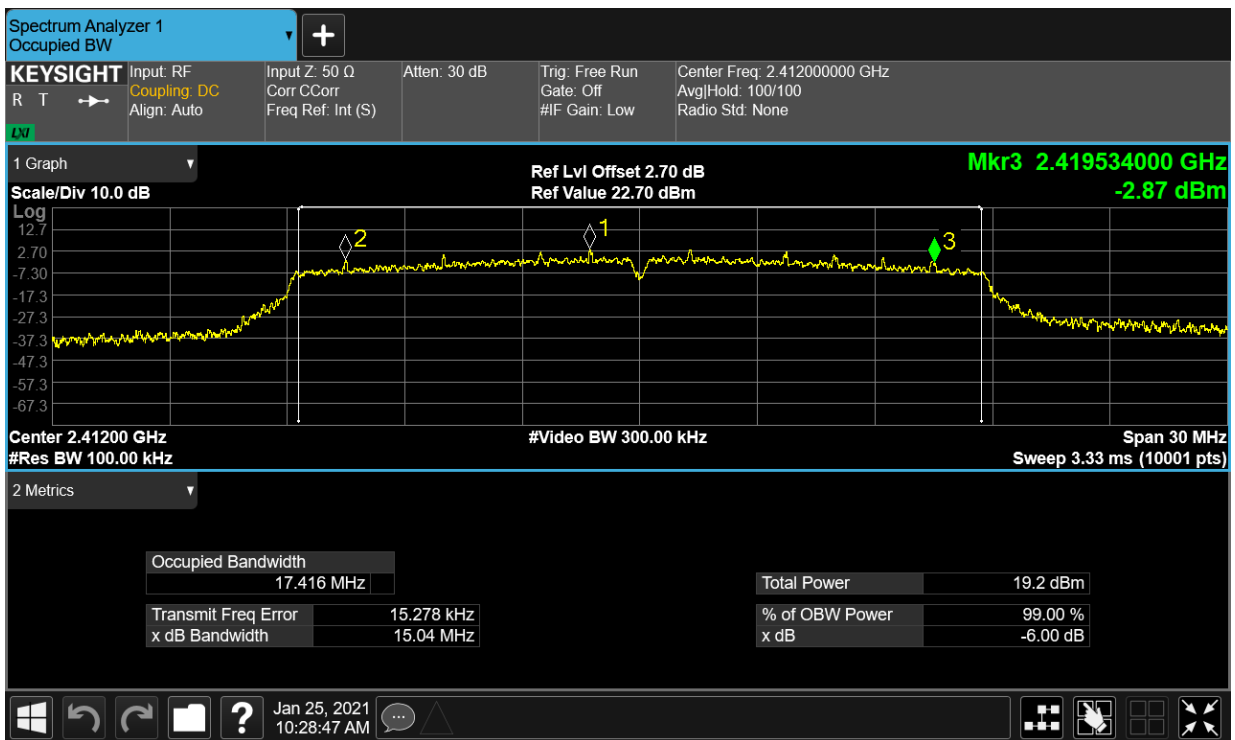 Spectrum Analyzer 1
Occupied BW
KEYSIGHT
R T
LXI
Input: RF
Coupling: DC
Align: Auto
Input Z: 50 Ω
Corr CCorr
Freq Ref: Int (S)
Atten: 30 dB
Trig: Free Run
Gate: Off
#IF Gain: Low
Center Freq: 2.412000000 GHz
Avg|Hold: 100/100
Radio Std: None
1 Graph
Scale/Div 10.0 dB
Ref Lvl Offset 2.70 dB
Ref Value 22.70 dBm
Mkr3 2.419534000 GHz
-2.87 dBm
Log
12.7
2.70
-7.30
-17.3
-27.3
-37.3
-47.3
-57.3
-67.3
2
1
3
Center 2.41200 GHz
#Video BW 300.00 kHz
Span 30 MHz
#Res BW 100.00 kHz
Sweep 3.33 ms (10001 pts)
2 Metrics
Occupied Bandwidth
17.416 MHz
Total Power 19.2 dBm
Transmit Freq Error 15.278 kHz
% of OBW Power 99.00 %
x dB Bandwidth 15.04 MHz
x dB -6.00 dB
?
Jan 25, 2021
10:28:47 AM